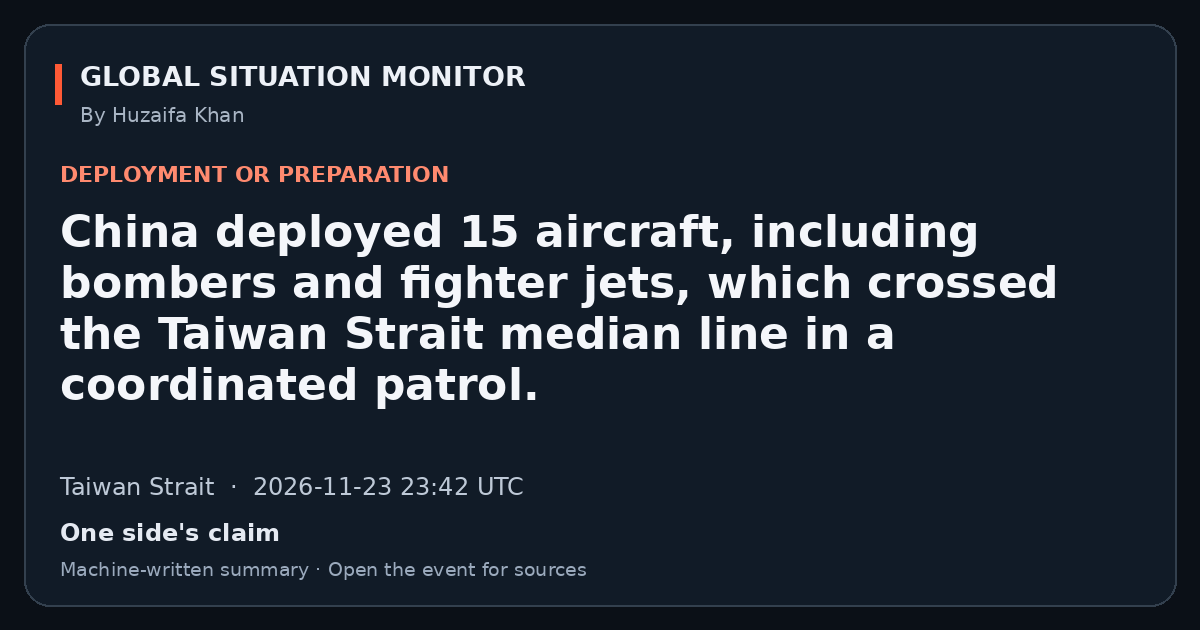 GLOBAL SITUATION MONITOR
By Huzaifa Khan
DEPLOYMENT OR PREPARATION
China deployed 15 aircraft, including
bombers and fighter jets, which crossed
the Taiwan Strait median line in a
coordinated patrol.
Taiwan Strait · 2026-11-23 23:42 UTC
One side's claim
Machine-written summary · Open the event for sources